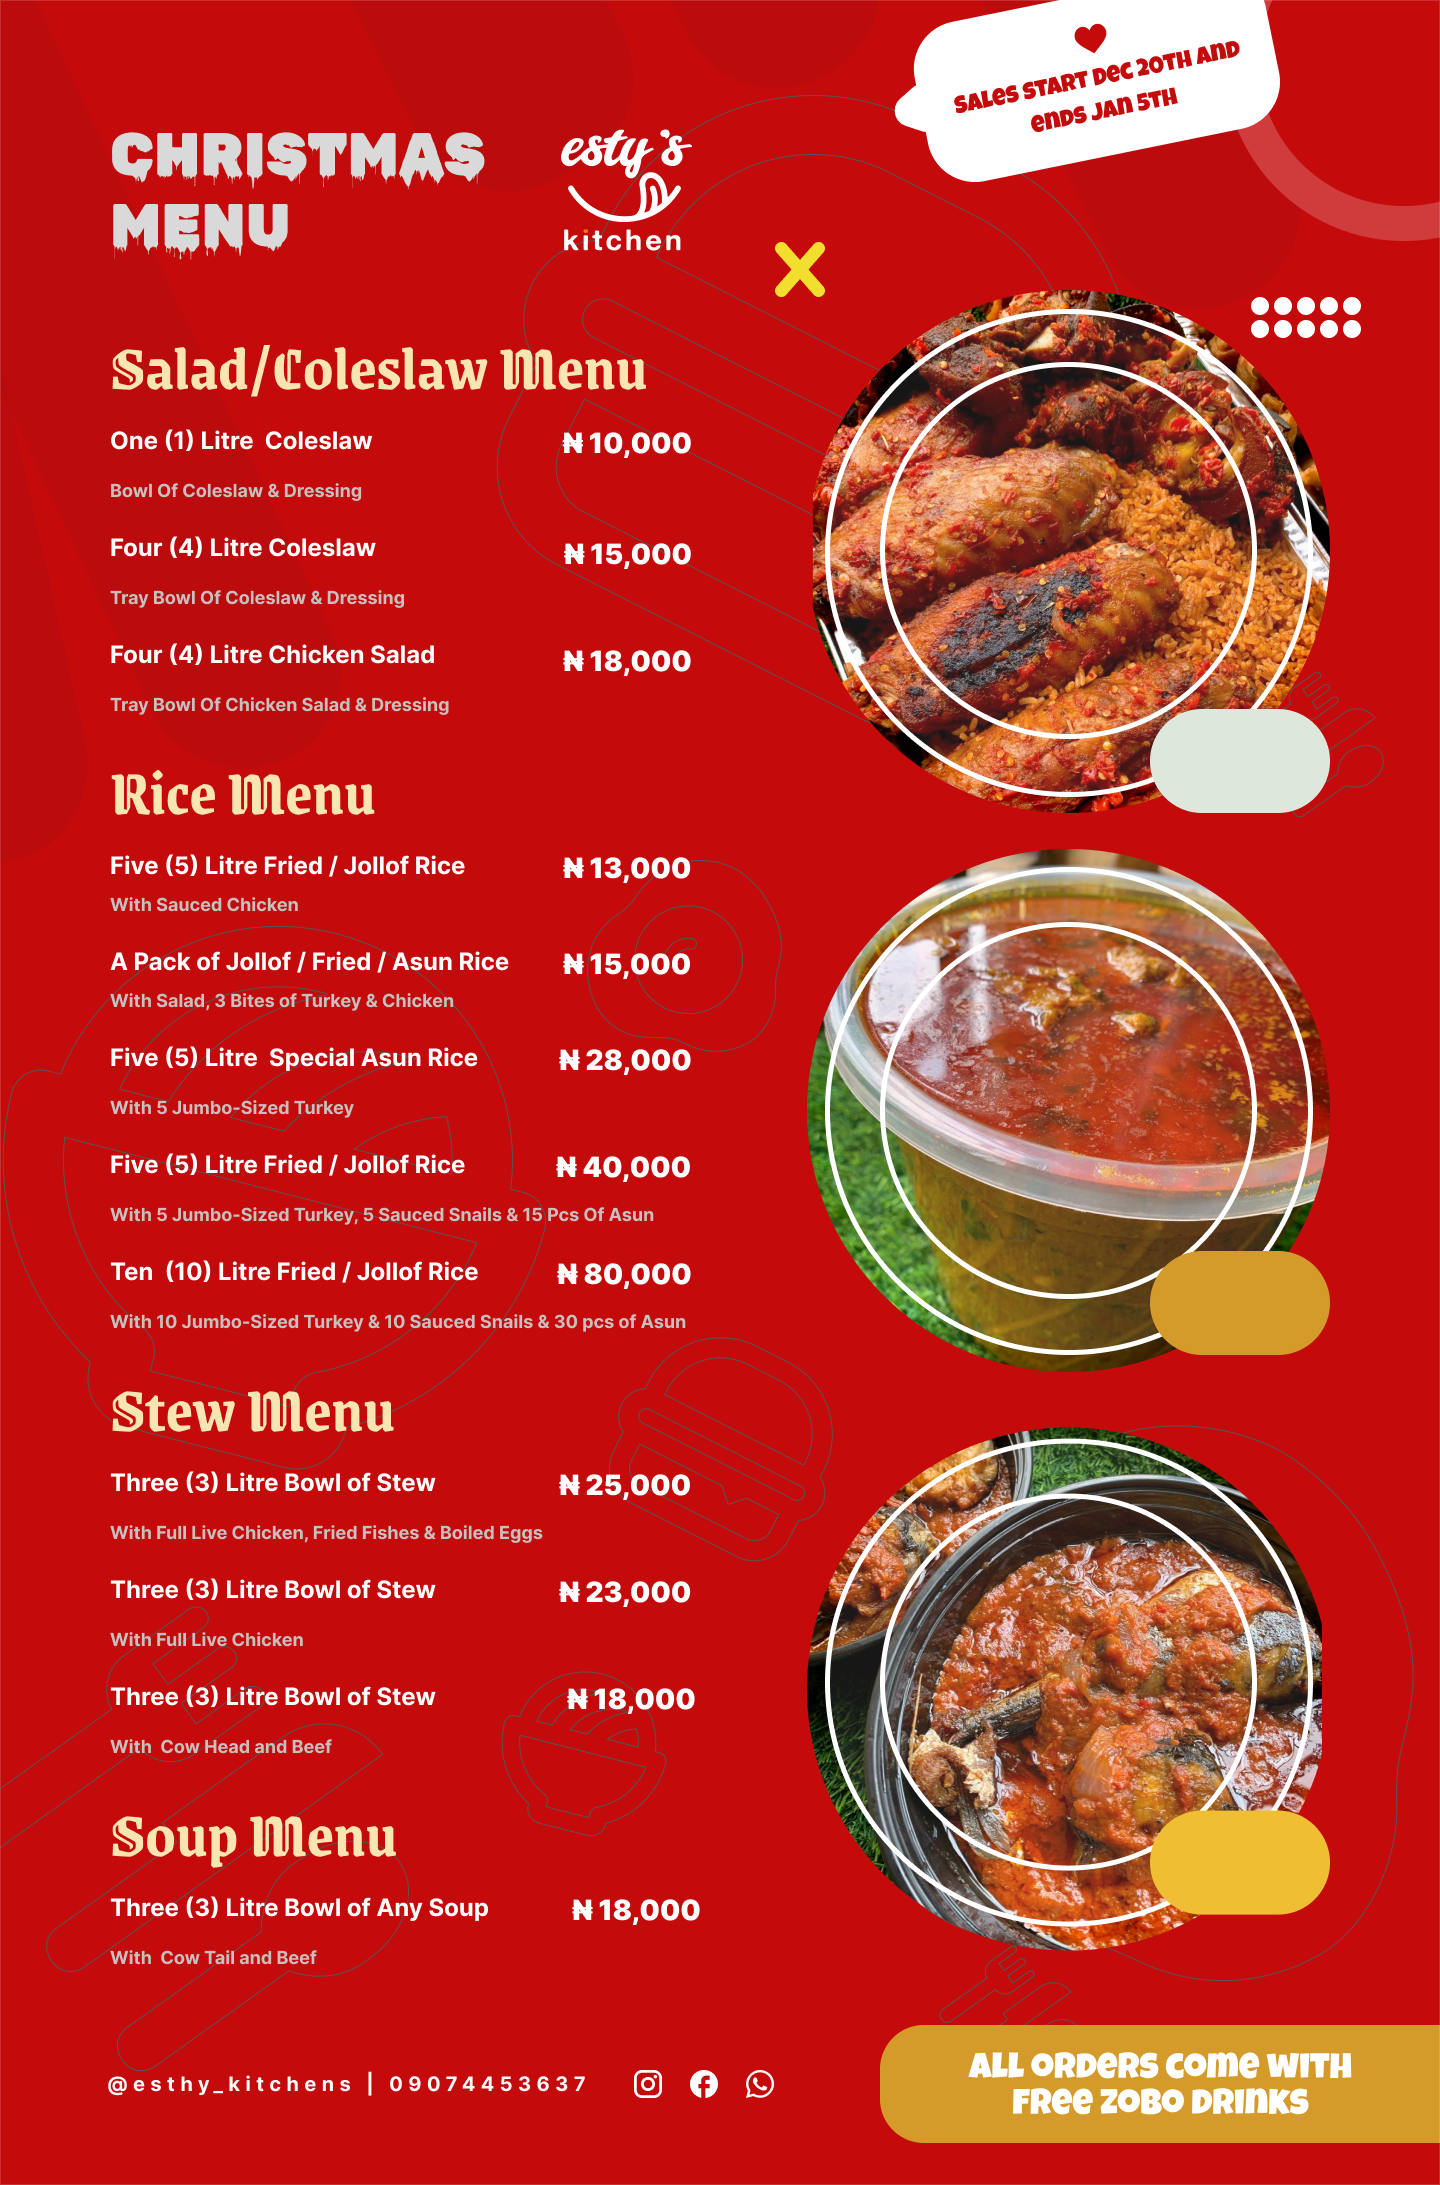 SALES START DEC 20TH AND
ENDS JAN 5TH
CHRISTMAS
MENU
esty's
kitchen
Salad/Coleslaw Menu
One (1) Litre Coleslaw ₦ 10,000
Bowl Of Coleslaw & Dressing
Four (4) Litre Coleslaw ₦ 15,000
Tray Bowl Of Coleslaw & Dressing
Four (4) Litre Chicken Salad ₦ 18,000
Tray Bowl Of Chicken Salad & Dressing
Rice Menu
Five (5) Litre Fried / Jollof Rice ₦ 13,000
With Sauced Chicken
A Pack of Jollof / Fried / Asun Rice ₦ 15,000
With Salad, 3 Bites of Turkey & Chicken
Five (5) Litre Special Asun Rice ₦ 28,000
With 5 Jumbo-Sized Turkey
Five (5) Litre Fried / Jollof Rice ₦ 40,000
With 5 Jumbo-Sized Turkey, 5 Sauced Snails & 15 Pcs Of Asun
Ten (10) Litre Fried / Jollof Rice ₦ 80,000
With 10 Jumbo-Sized Turkey & 10 Sauced Snails & 30 pcs of Asun
Stew Menu
Three (3) Litre Bowl of Stew ₦ 25,000
With Full Live Chicken, Fried Fishes & Boiled Eggs
Three (3) Litre Bowl of Stew ₦ 23,000
With Full Live Chicken
Three (3) Litre Bowl of Stew ₦ 18,000
With Cow Head and Beef
Soup Menu
Three (3) Litre Bowl of Any Soup ₦ 18,000
With Cow Tail and Beef
@esthy_kitchens | 09074453637
ALL ORDERS COME WITH
FREE ZOBO DRINKS